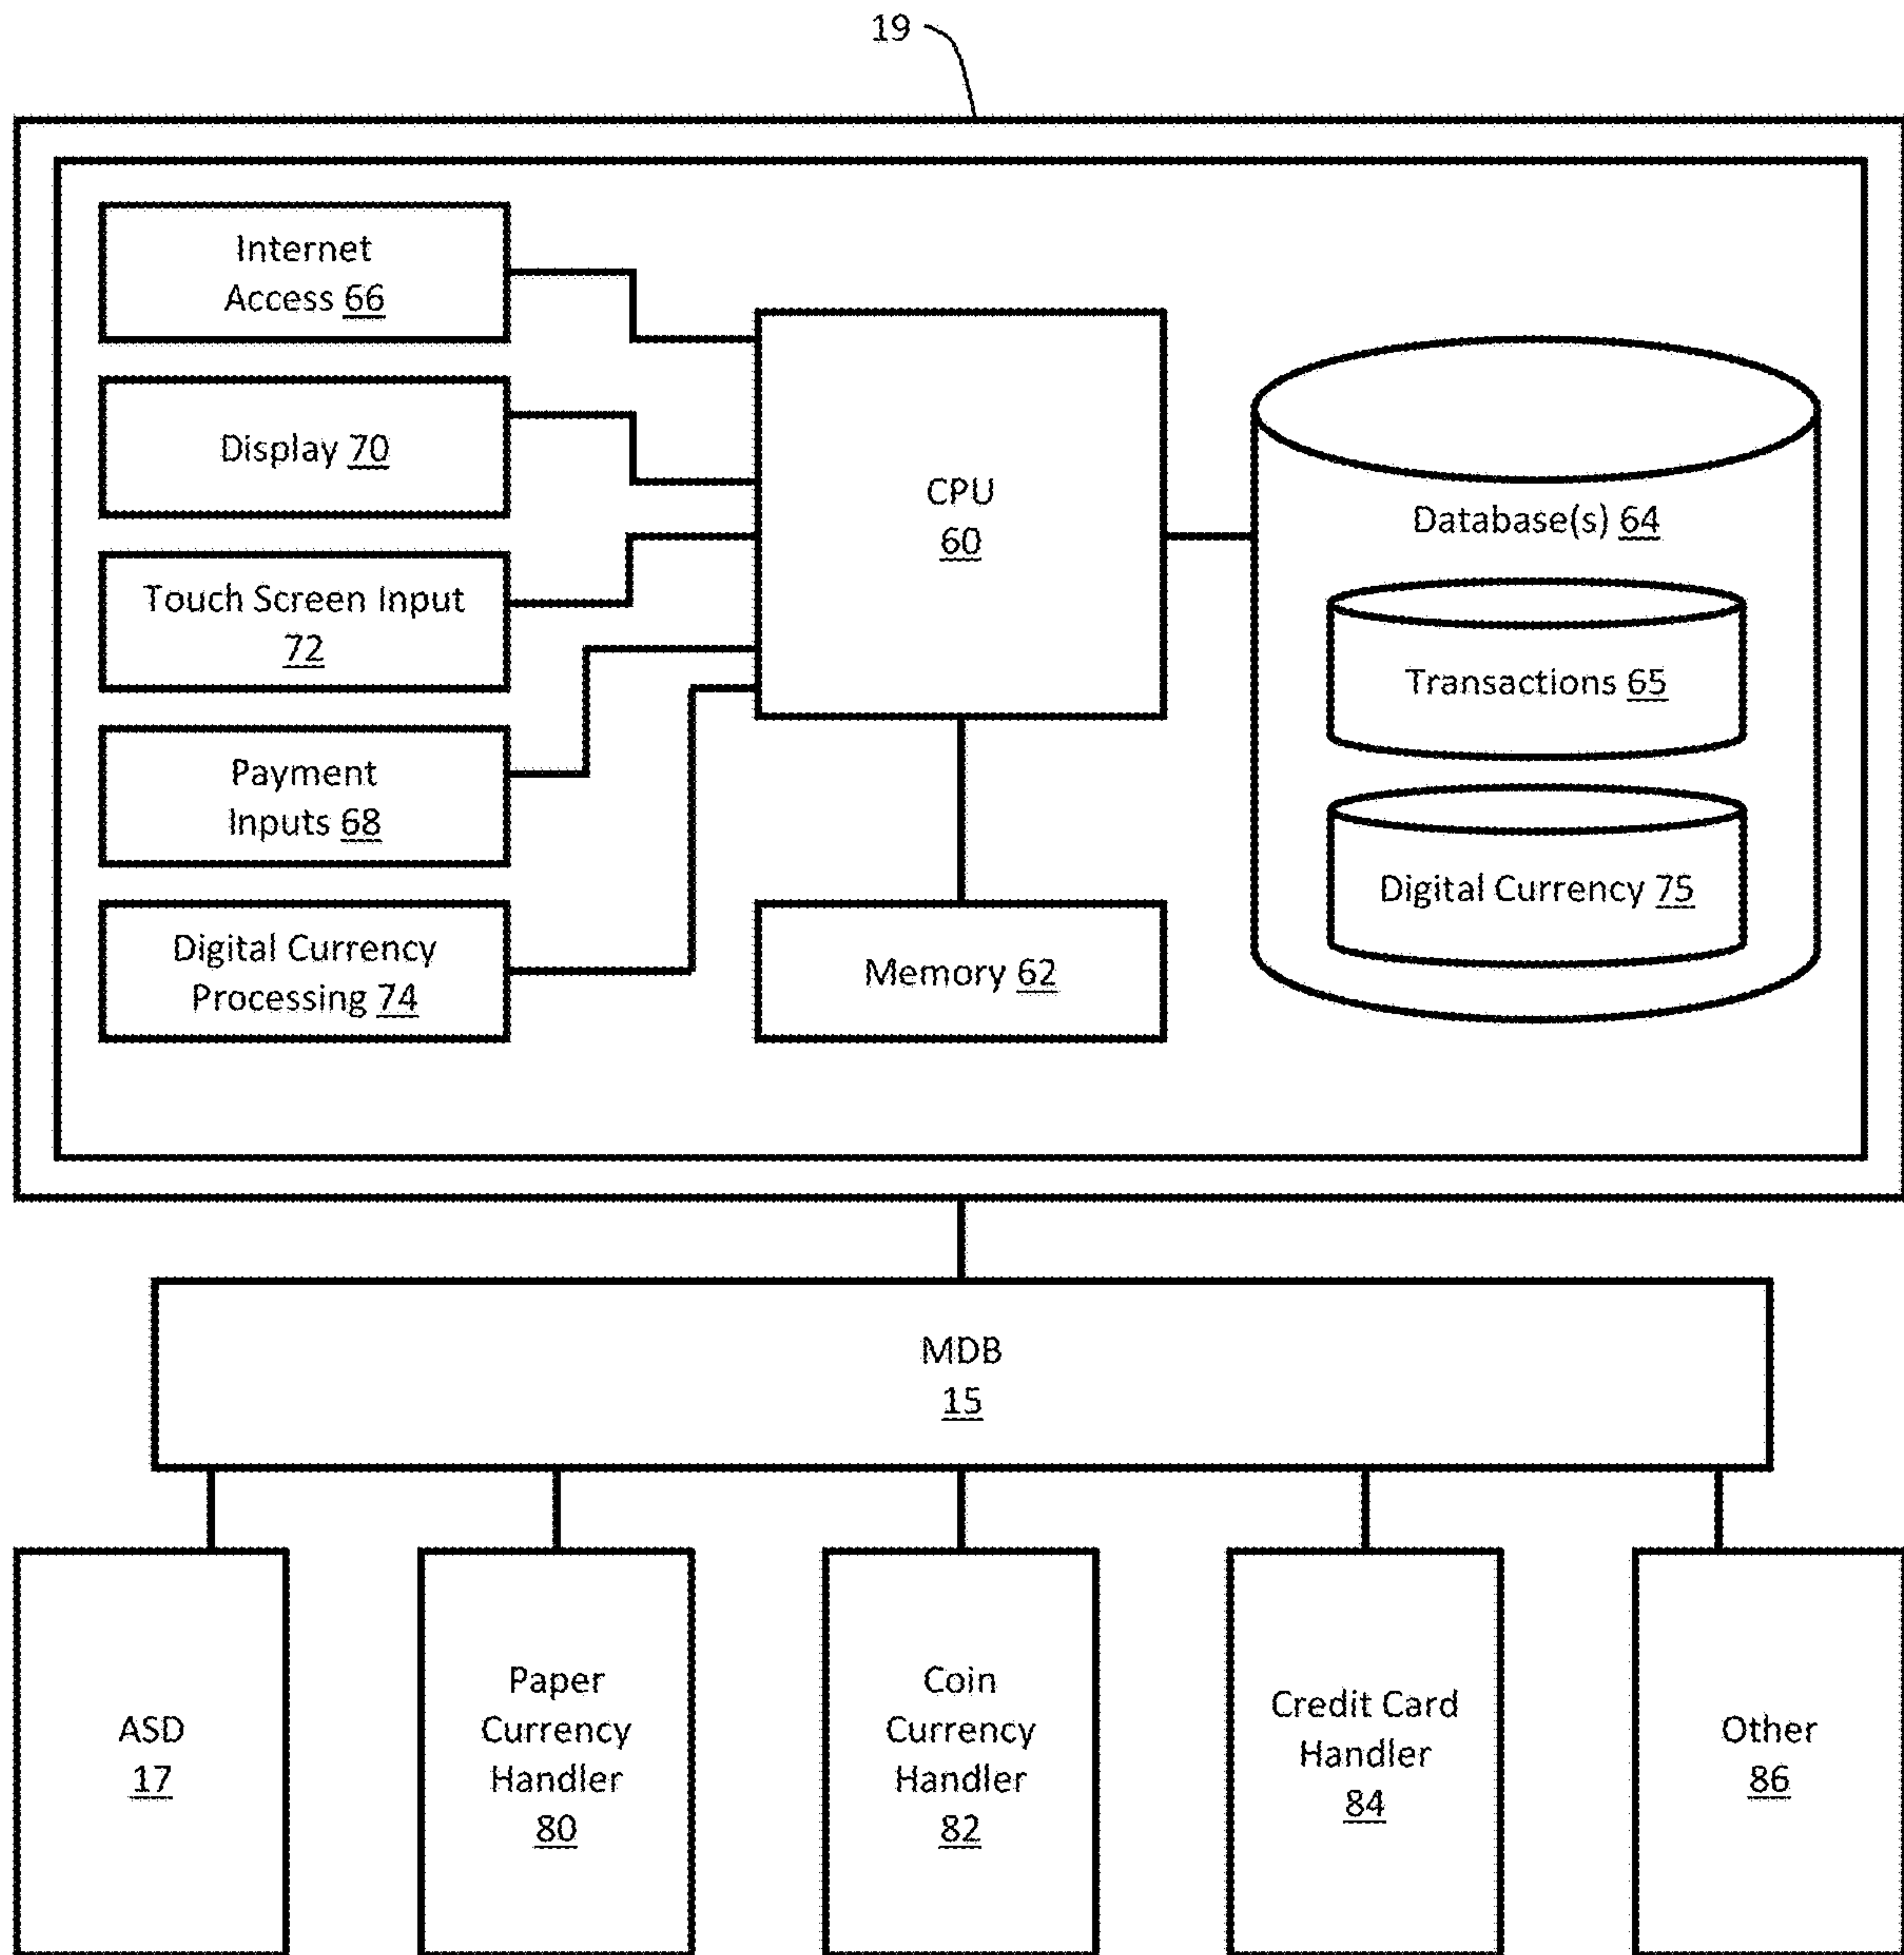 19
Internet
Access 66
Display 70
Touch Screen Input
72
Payment
Inputs 68
Digital Currency
Processing 74
CPU
60
Memory 62
Database(s) 64
Transactions 65
Digital Currency 75
MDB
15
ASD
17
Paper
Currency
Handler
80
Coin
Currency
Handler
82
Credit Card
Handler
84
Other
86